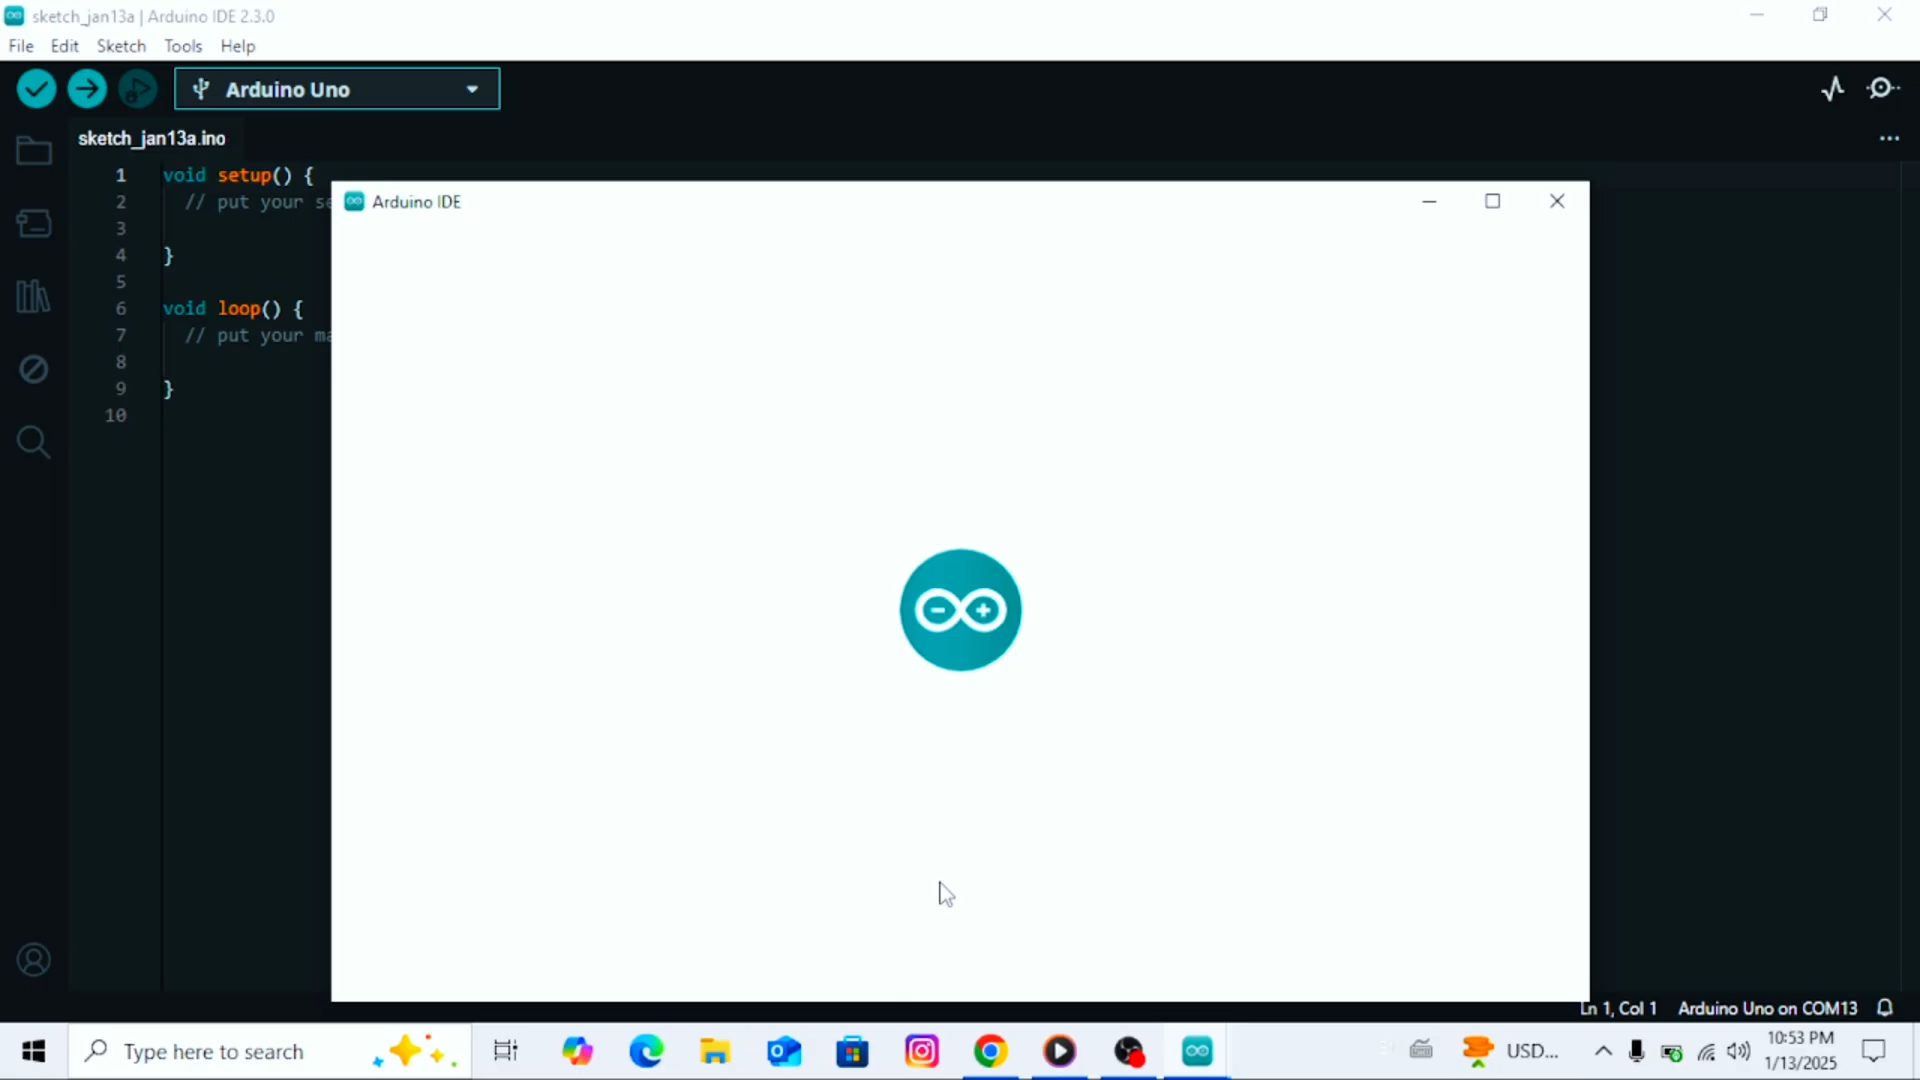 sketch_jan13a | Arduino IDE 2.3.0
File Edit Sketch Tools Help
Arduino Uno
sketch_jan13a.ino
1 void setup() {
2 // put your se
3
4 }
5
6 void loop() {
7 // put your ma
8
9 }
10
Arduino IDE
Ln 1, Col 1 Arduino Uno on COM13
Type here to search
USD...
10:53 PM
1/13/2025